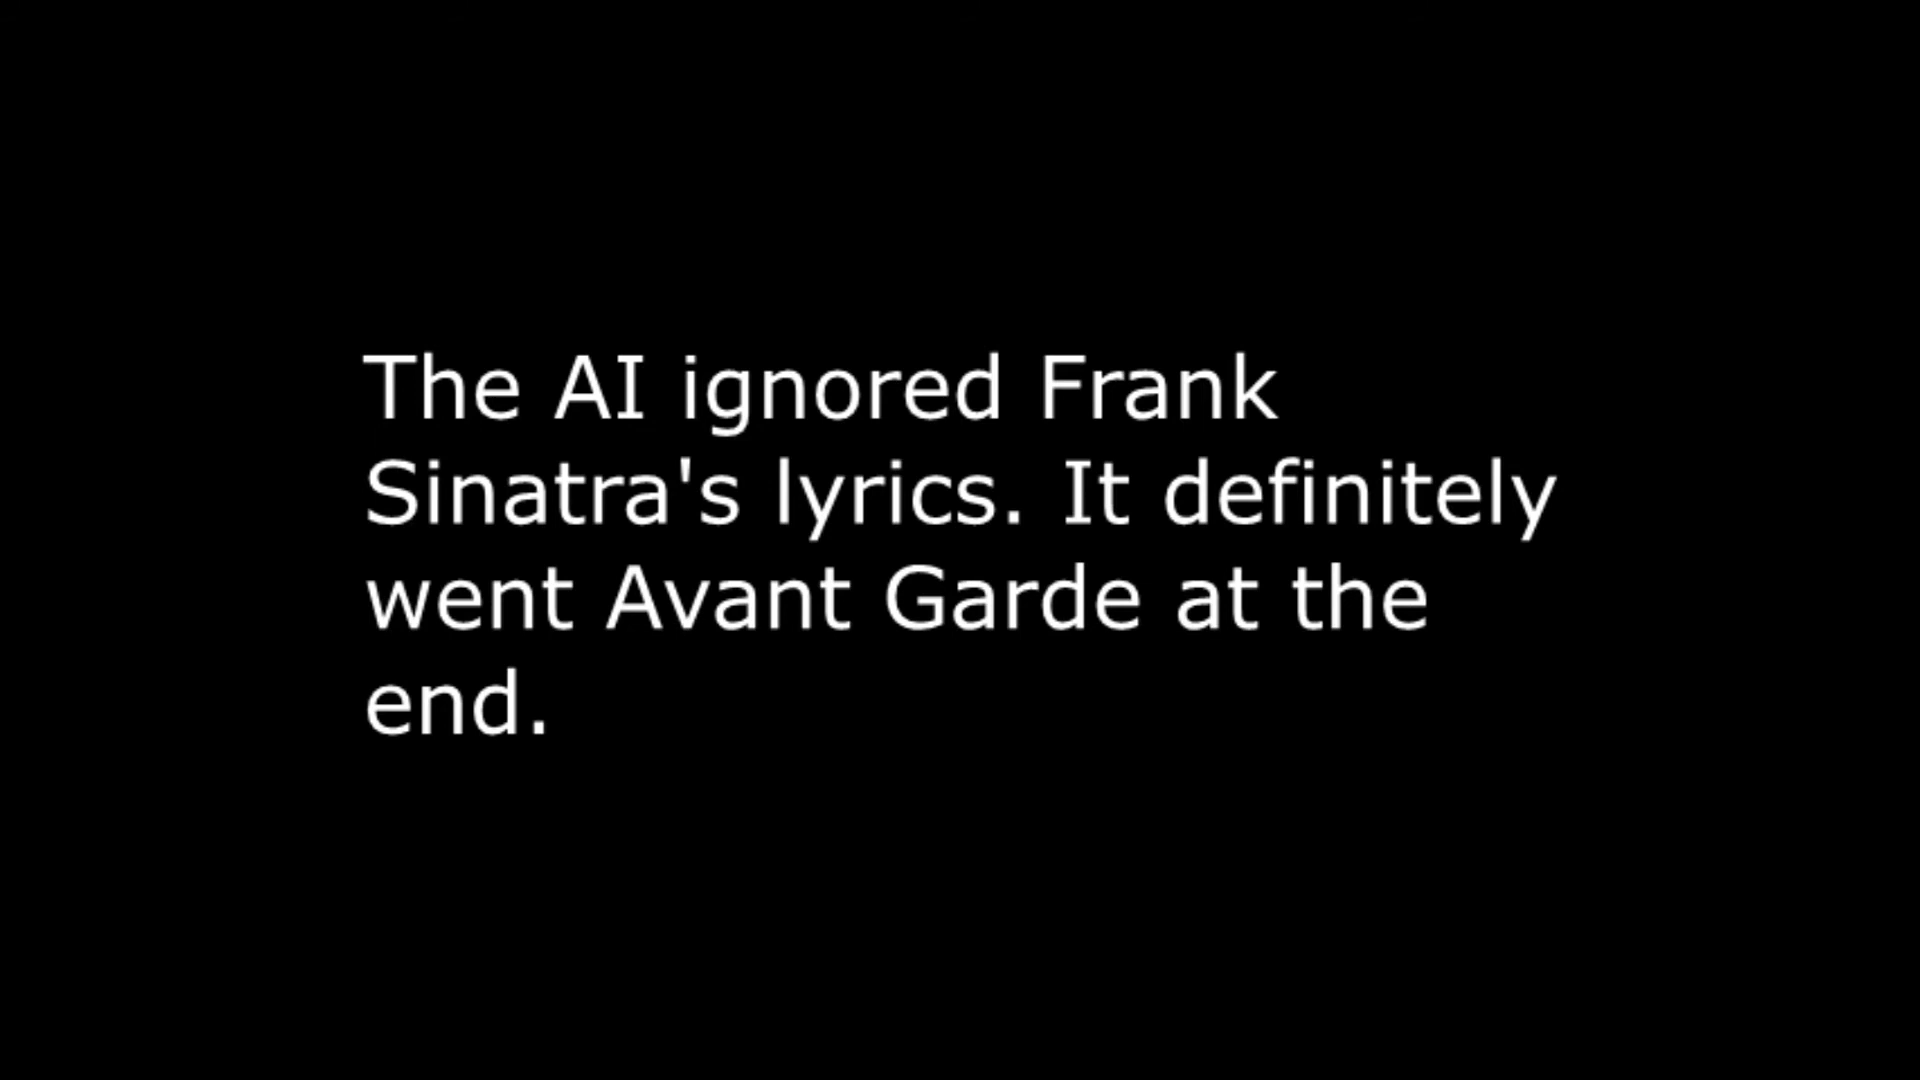 The AI ignored Frank
Sinatra's lyrics. It definitely
went Avant Garde at the
end.